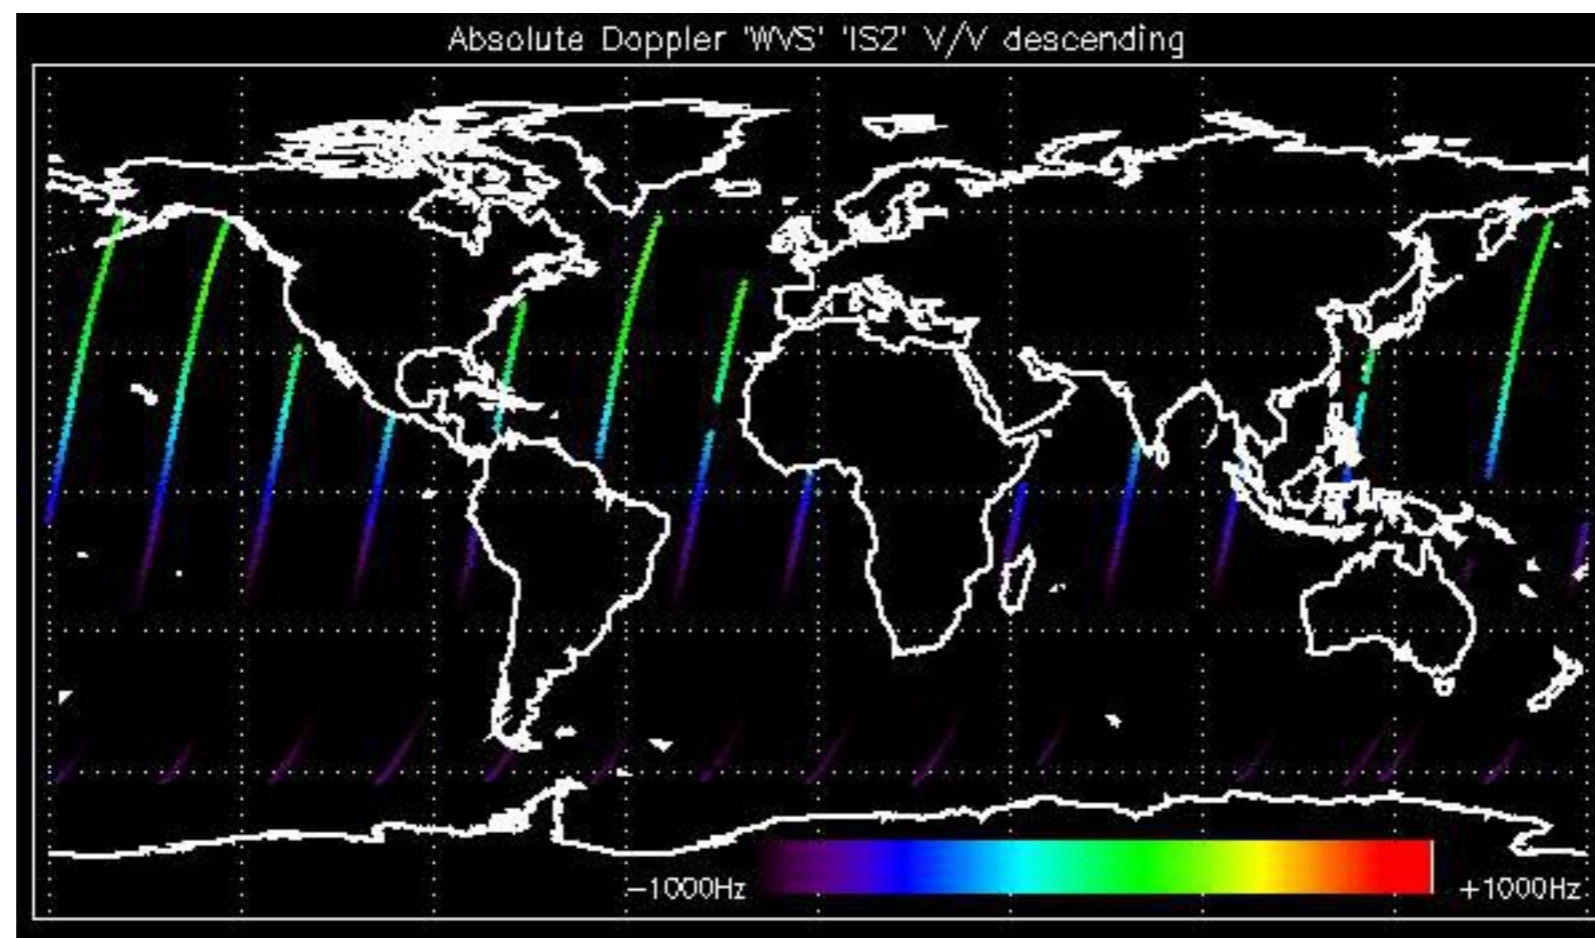 Absolute Doppler 'WVS' 'IS2' V/V descending
−1000Hz
+1000Hz